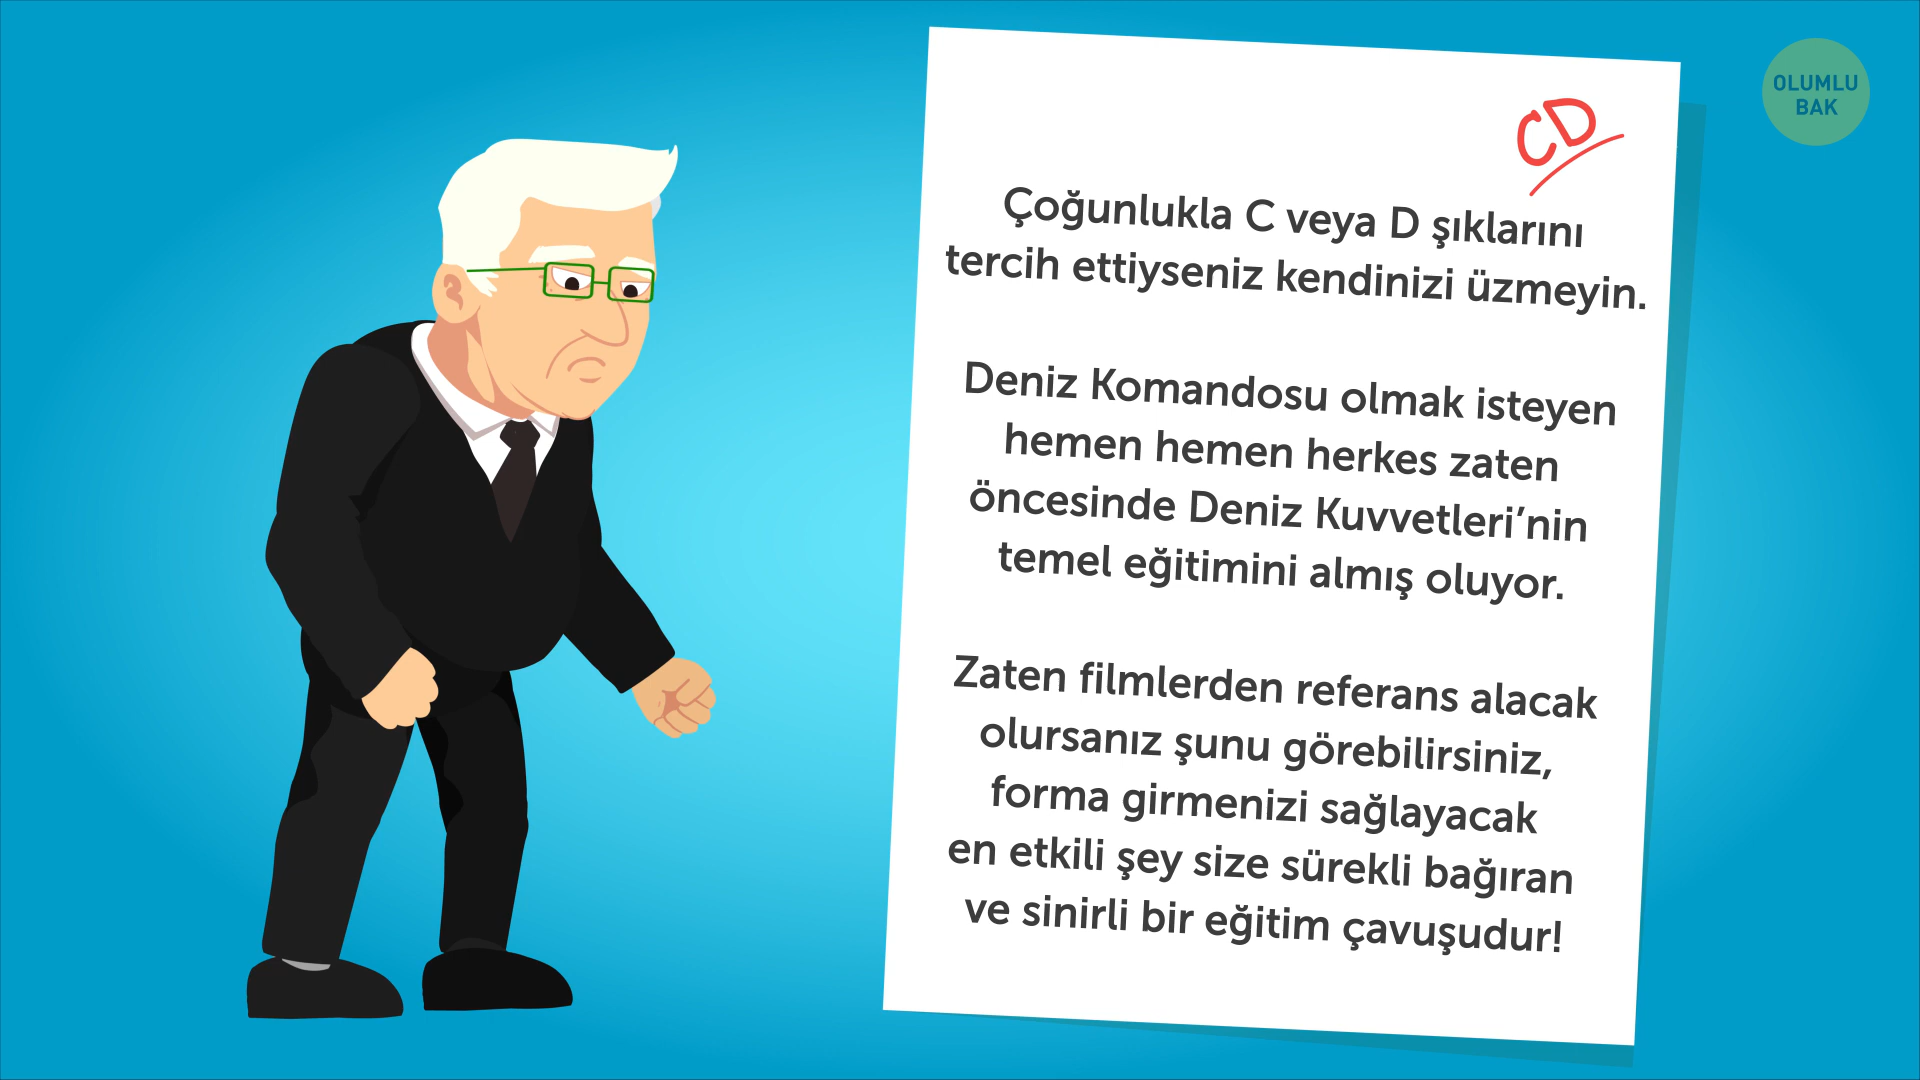 OLUMLU
BAK
CD
Çoğunlukla C veya D şıklarını
tercih ettiyseniz kendinizi üzmeyin.
Deniz Komandosu olmak isteyen
hemen hemen herkes zaten
öncesinde Deniz Kuvvetleri’nin
temel eğitimini almış oluyor.
Zaten filmlerden referans alacak
olursanız şunu görebilirsiniz,
forma girmenizi sağlayacak
en etkili şey size sürekli bağıran
ve sinirli bir eğitim çavuşudur!